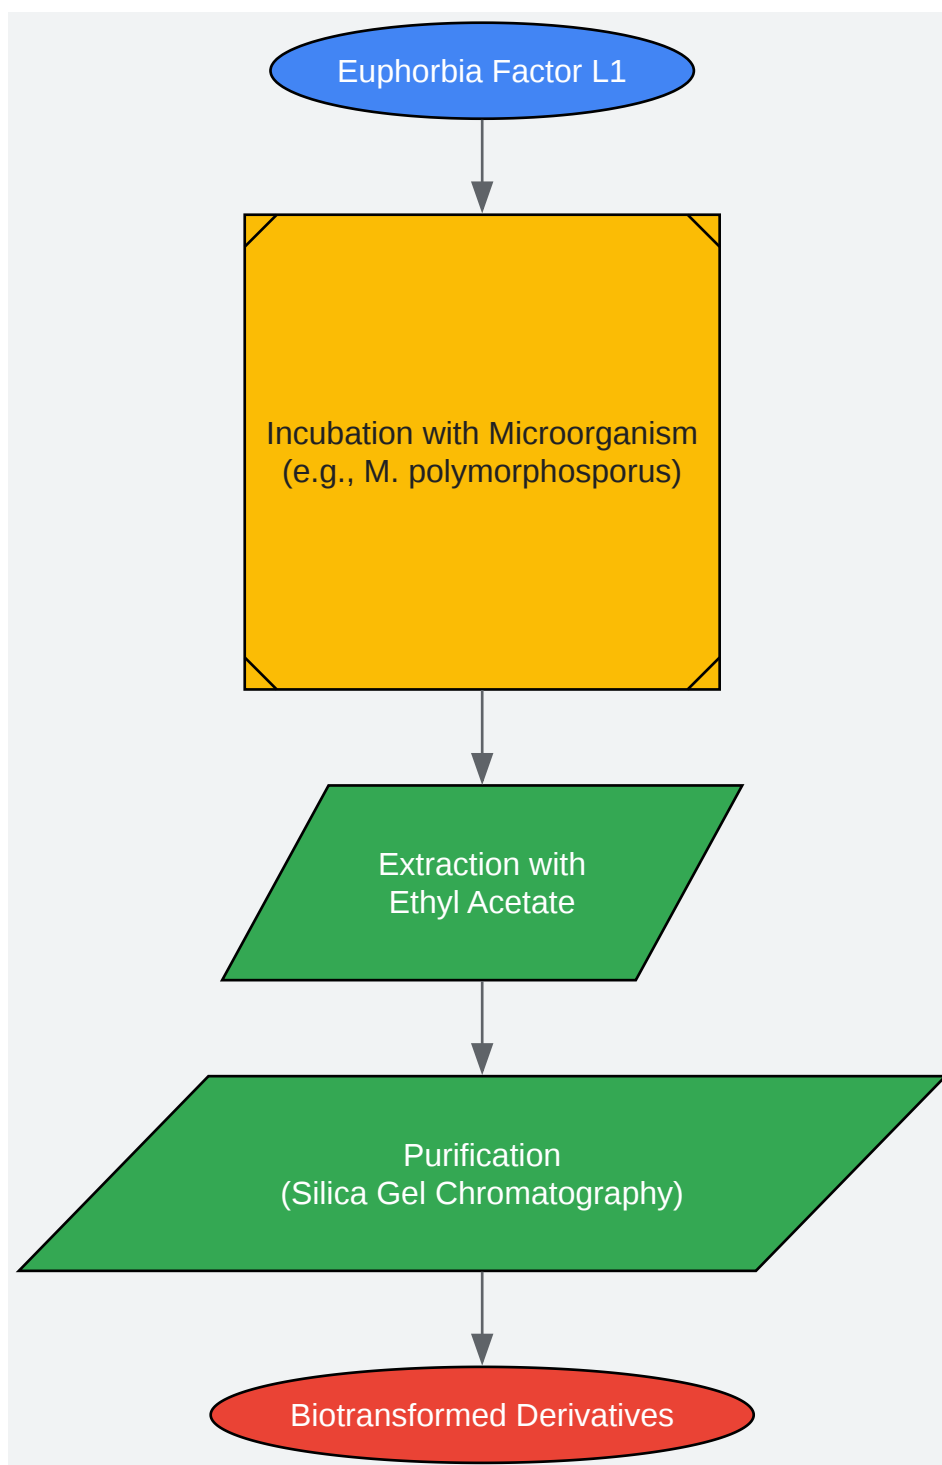 Euphorbia Factor L1
Incubation with Microorganism
(e.g., M. polymorphosporus)
Extraction with
Ethyl Acetate
Purification
(Silica Gel Chromatography)
Biotransformed Derivatives